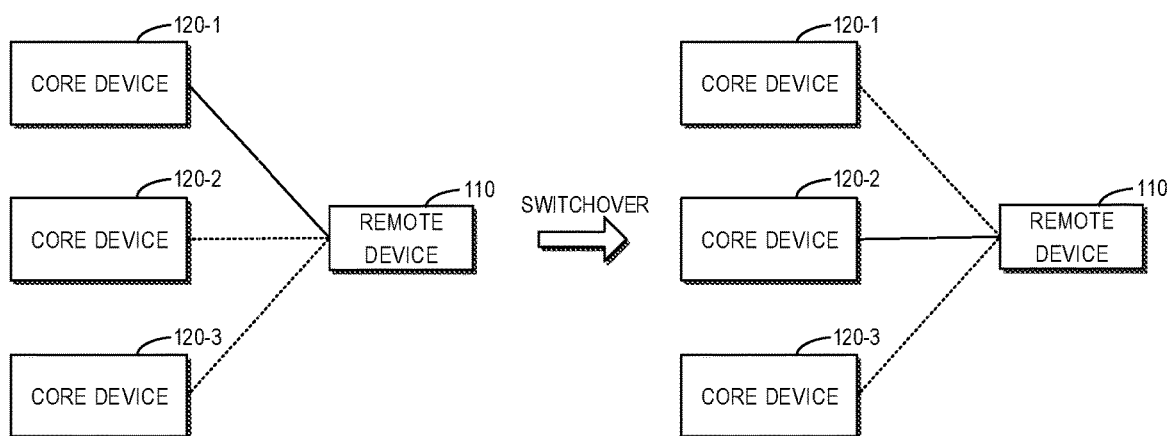 120-1
CORE DEVICE
120-2
CORE DEVICE
110
REMOTE
DEVICE
120-3
CORE DEVICE
SWITCHOVER
120-1
CORE DEVICE
120-2
CORE DEVICE
110
REMOTE
DEVICE
120-3
CORE DEVICE